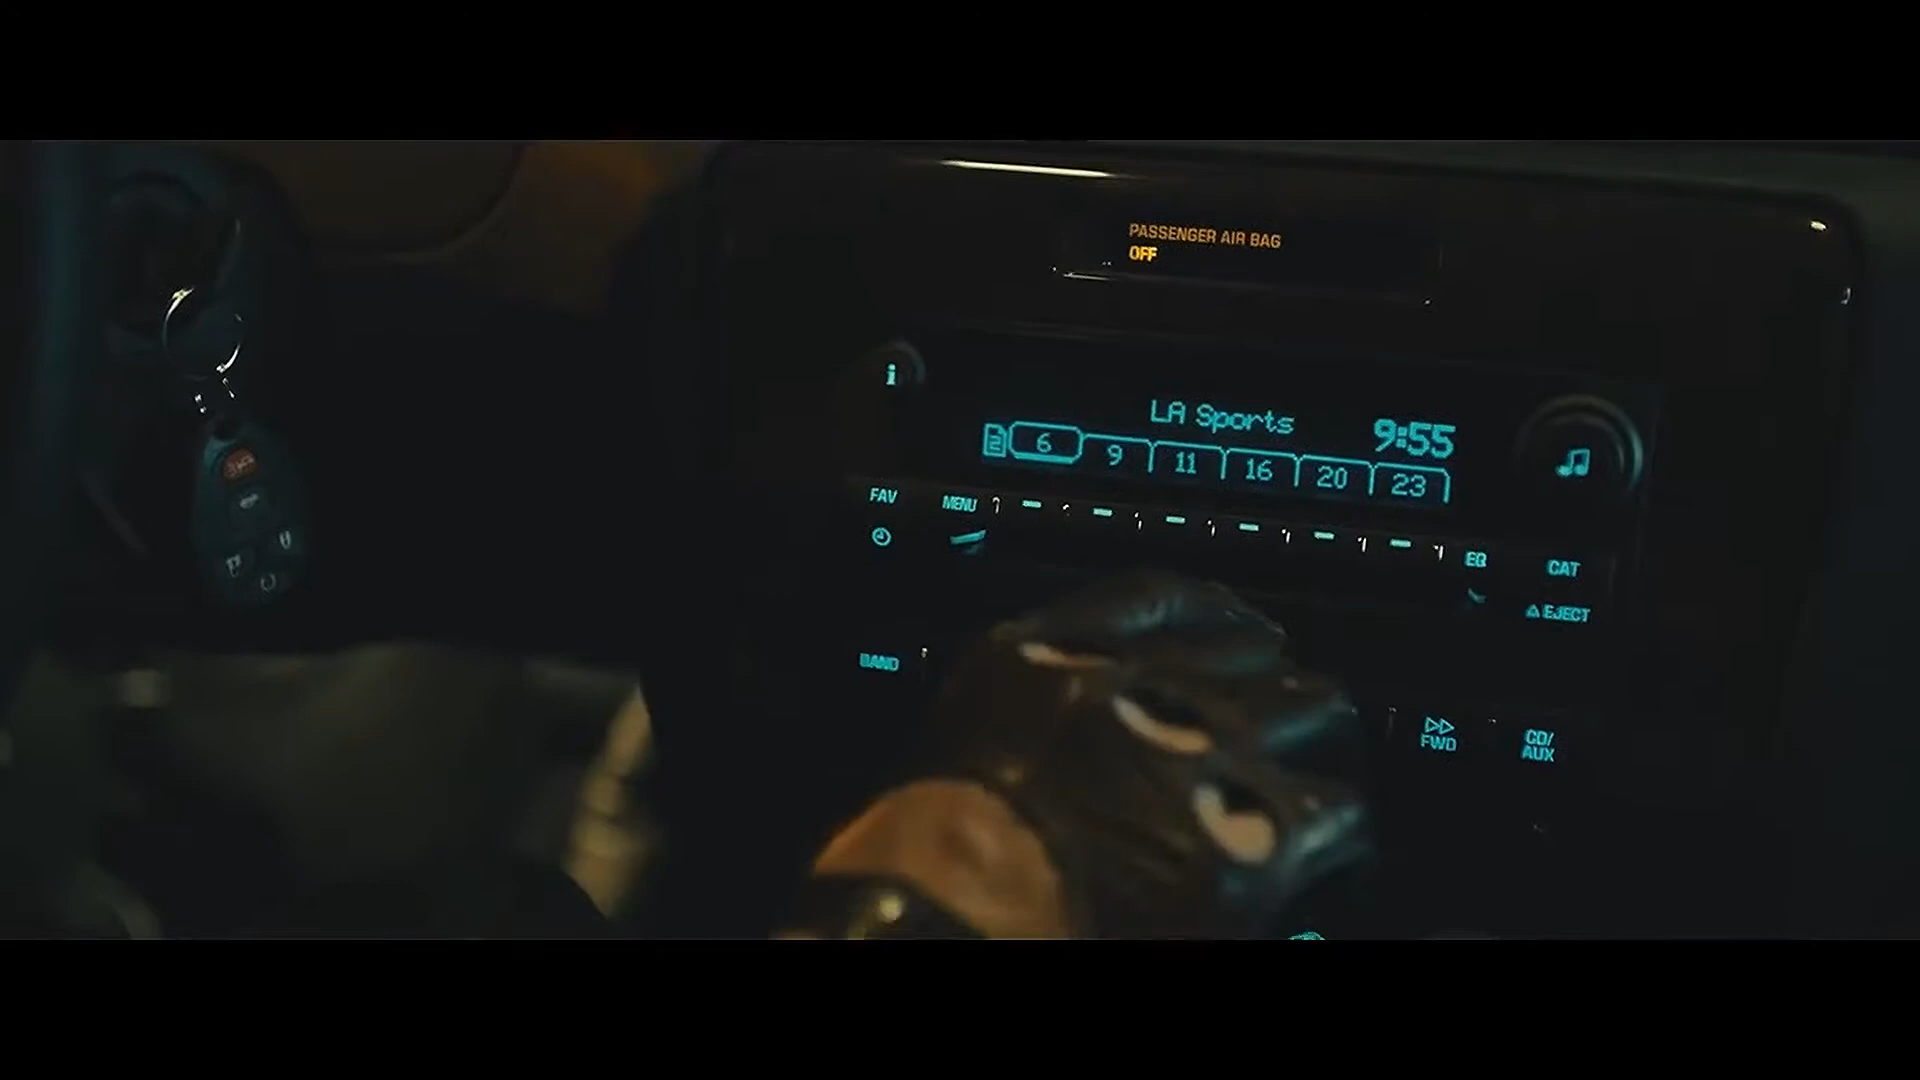 PASSENGER AIR BAG
OFF
i
LA Sports
9:55
2 6 9 11 16 20 23
FAV
MENU
EQ
CAT
EJECT
BAND
FWD
CD/
AUX